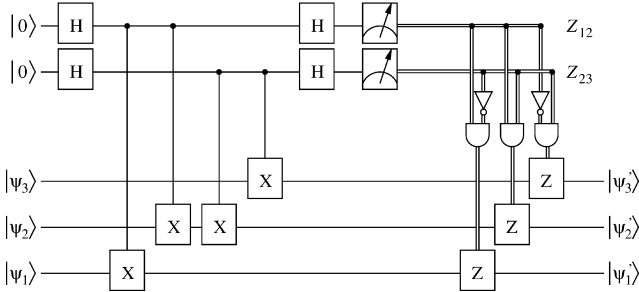 |0⟩ H H Z₁₂
|0⟩ H H Z₂₃
|ψ₃⟩ X Z |ψ₃'⟩
|ψ₂⟩ X X Z |ψ₂'⟩
|ψ₁⟩ X Z |ψ₁'⟩